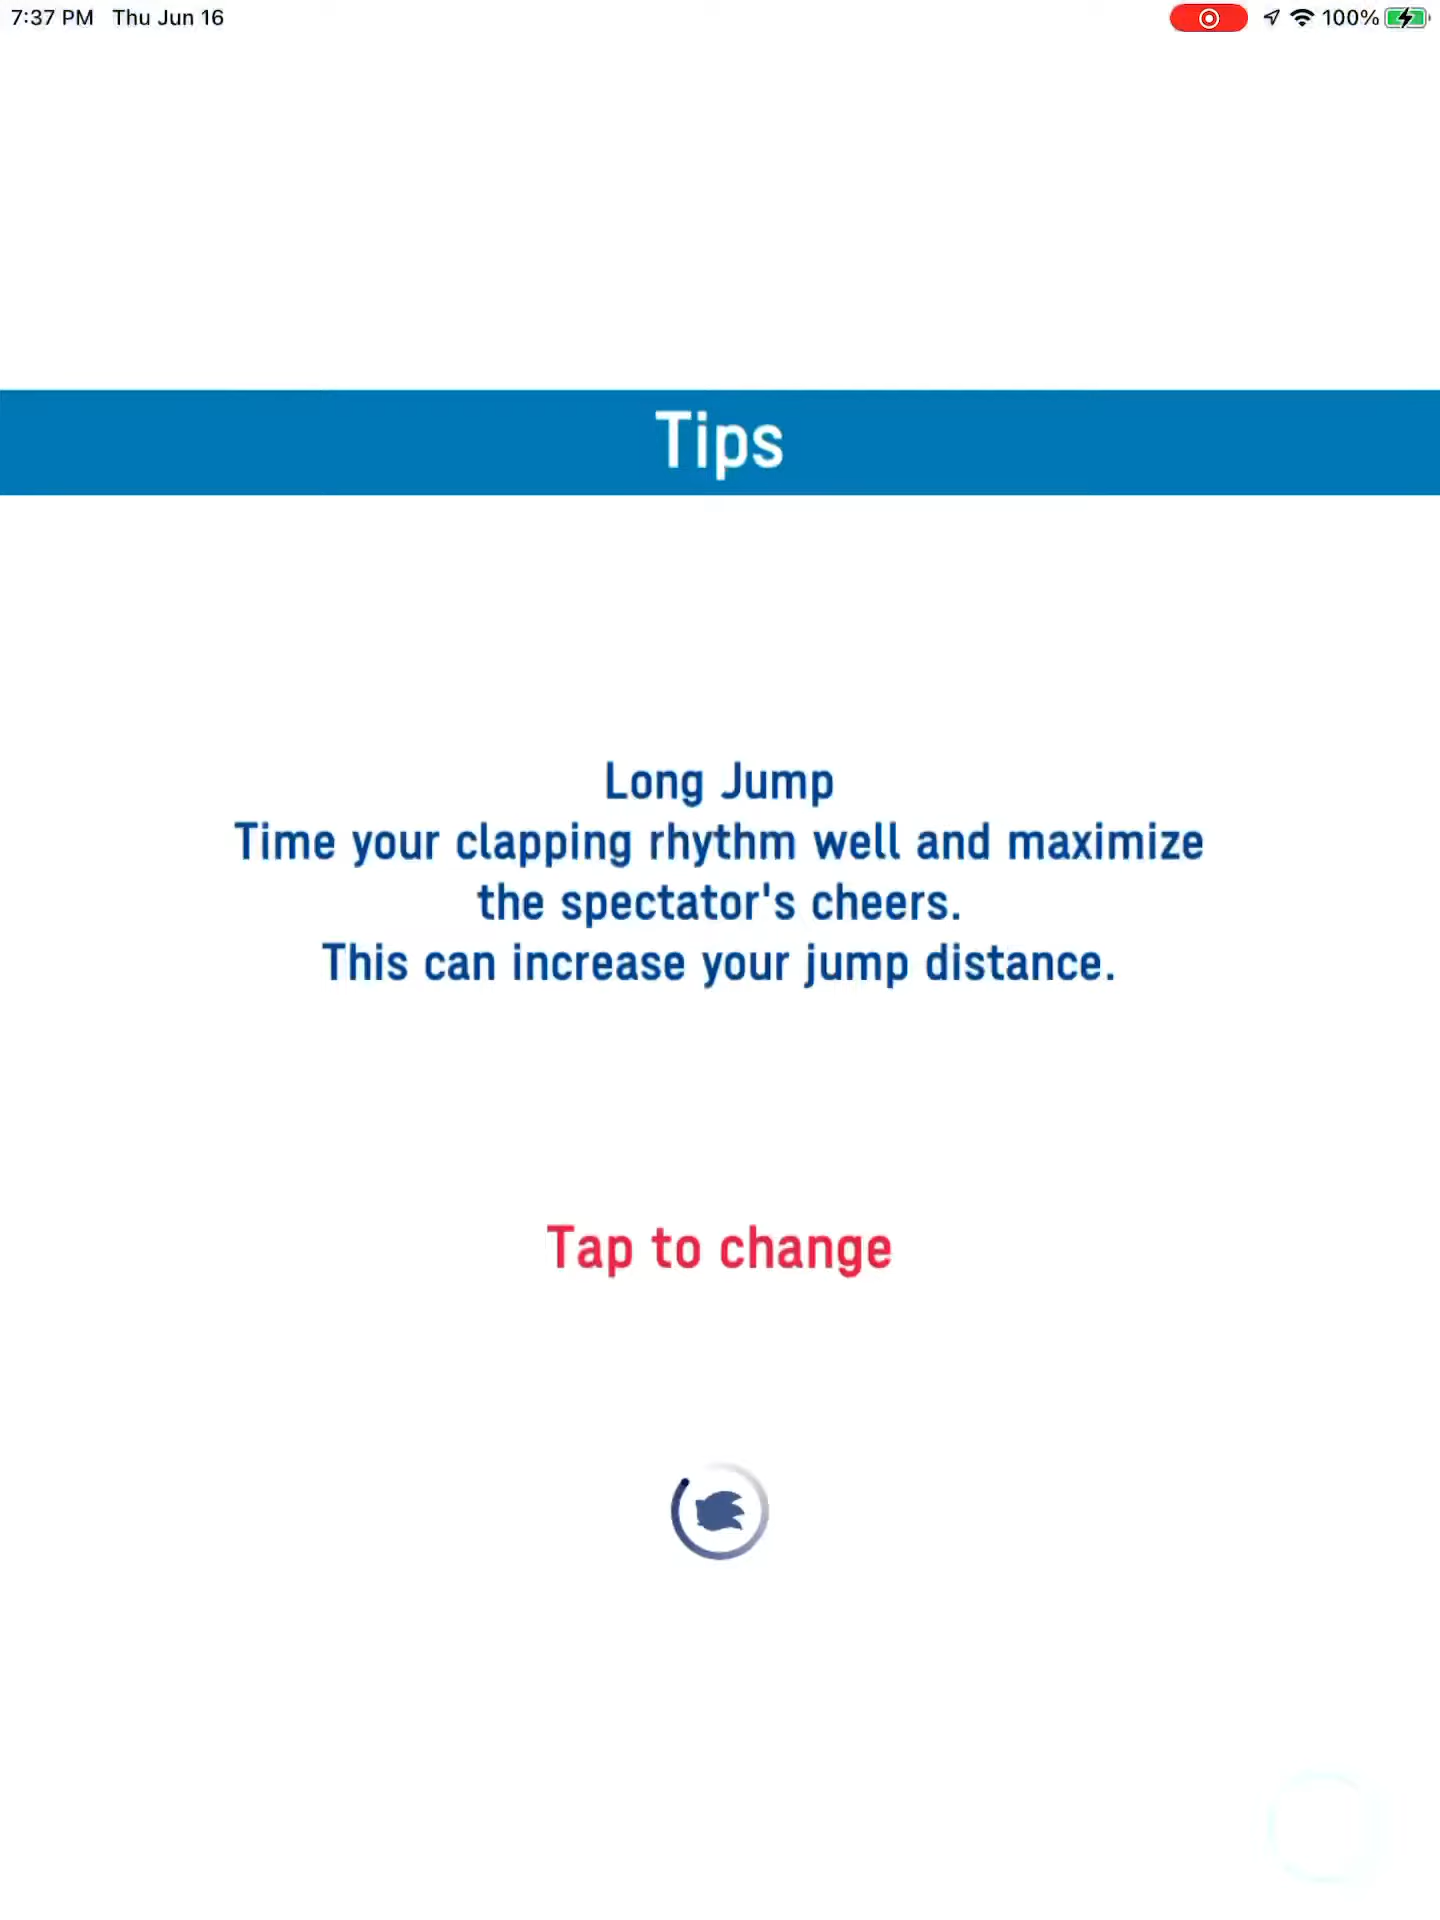 7:37 PM Thu Jun 16 100%
Tips
Long Jump
Time your clapping rhythm well and maximize
the spectator's cheers.
This can increase your jump distance.
Tap to change